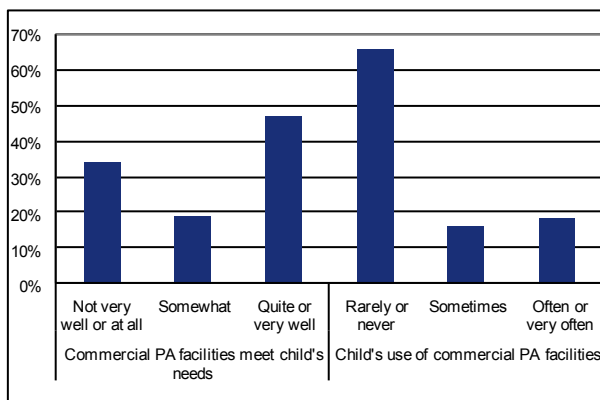 70%
60%
50%
40%
30%
20%
10%
0%
Not very well or at all
Somewhat
Quite or very well
Rarely or never
Sometimes
Often or very often
Commercial PA facilities meet child's needs
Child's use of commercial PA facilities